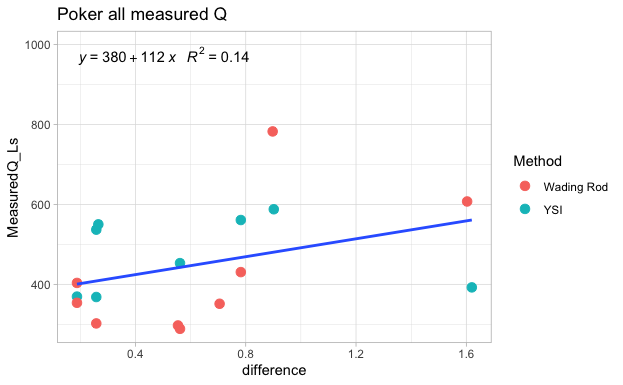 Poker all measured Q
y = 380 + 112 x R² = 0.14
MeasuredQ_Ls
1000
800
600
400
0.4 0.8 1.2 1.6
difference
Method
Wading Rod
YSI